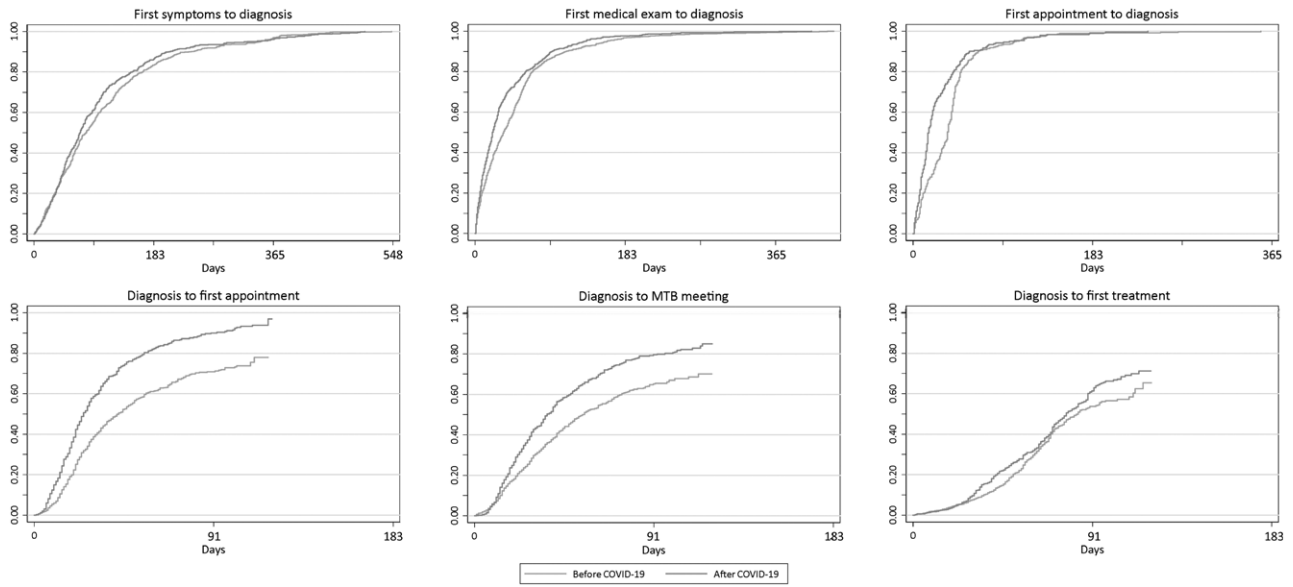 First symptoms to diagnosis
1.00
0.80
0.60
0.40
0.20
0.00
0 183 365 548
Days
First medical exam to diagnosis
1.00
0.80
0.60
0.40
0.20
0.00
0 183 365
Days
First appointment to diagnosis
1.00
0.80
0.60
0.40
0.20
0.00
0 183 365
Days
Diagnosis to first appointment
1.00
0.80
0.60
0.40
0.20
0.00
0 91 183
Days
Diagnosis to MTB meeting
1.00
0.80
0.60
0.40
0.20
0.00
0 91 183
Days
Diagnosis to first treatment
1.00
0.80
0.60
0.40
0.20
0.00
0 91 183
Days
Before COVID-19 After COVID-19